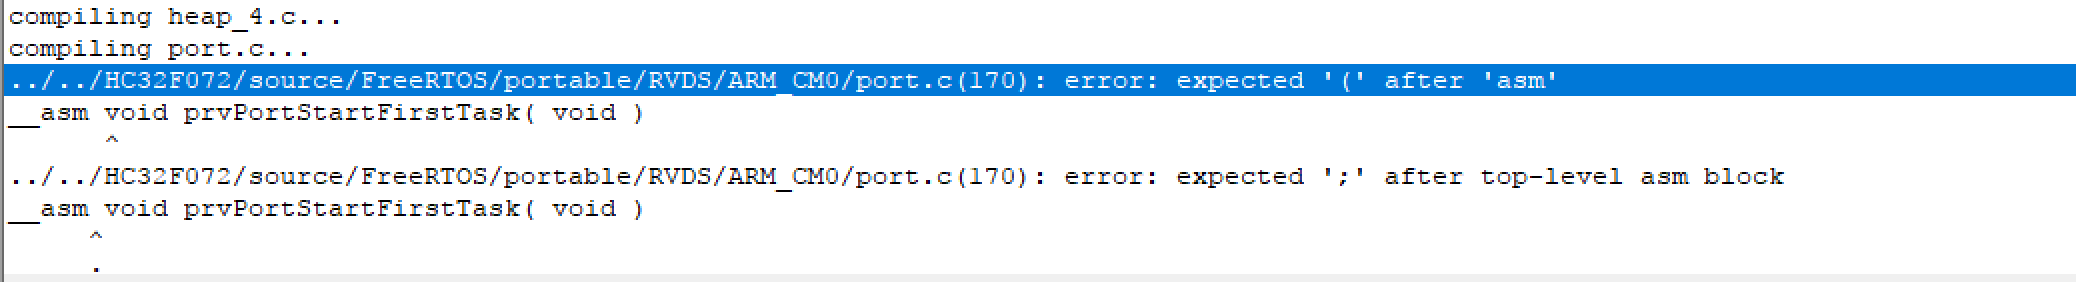 compiling heap_4.c...
compiling port.c...
../../HC32F072/source/FreeRTOS/portable/RVDS/ARM_CM0/port.c(170): error: expected '(' after 'asm'
__asm void prvPortStartFirstTask( void )
^
../../HC32F072/source/FreeRTOS/portable/RVDS/ARM_CM0/port.c(170): error: expected ';' after top-level asm block
__asm void prvPortStartFirstTask( void )
^